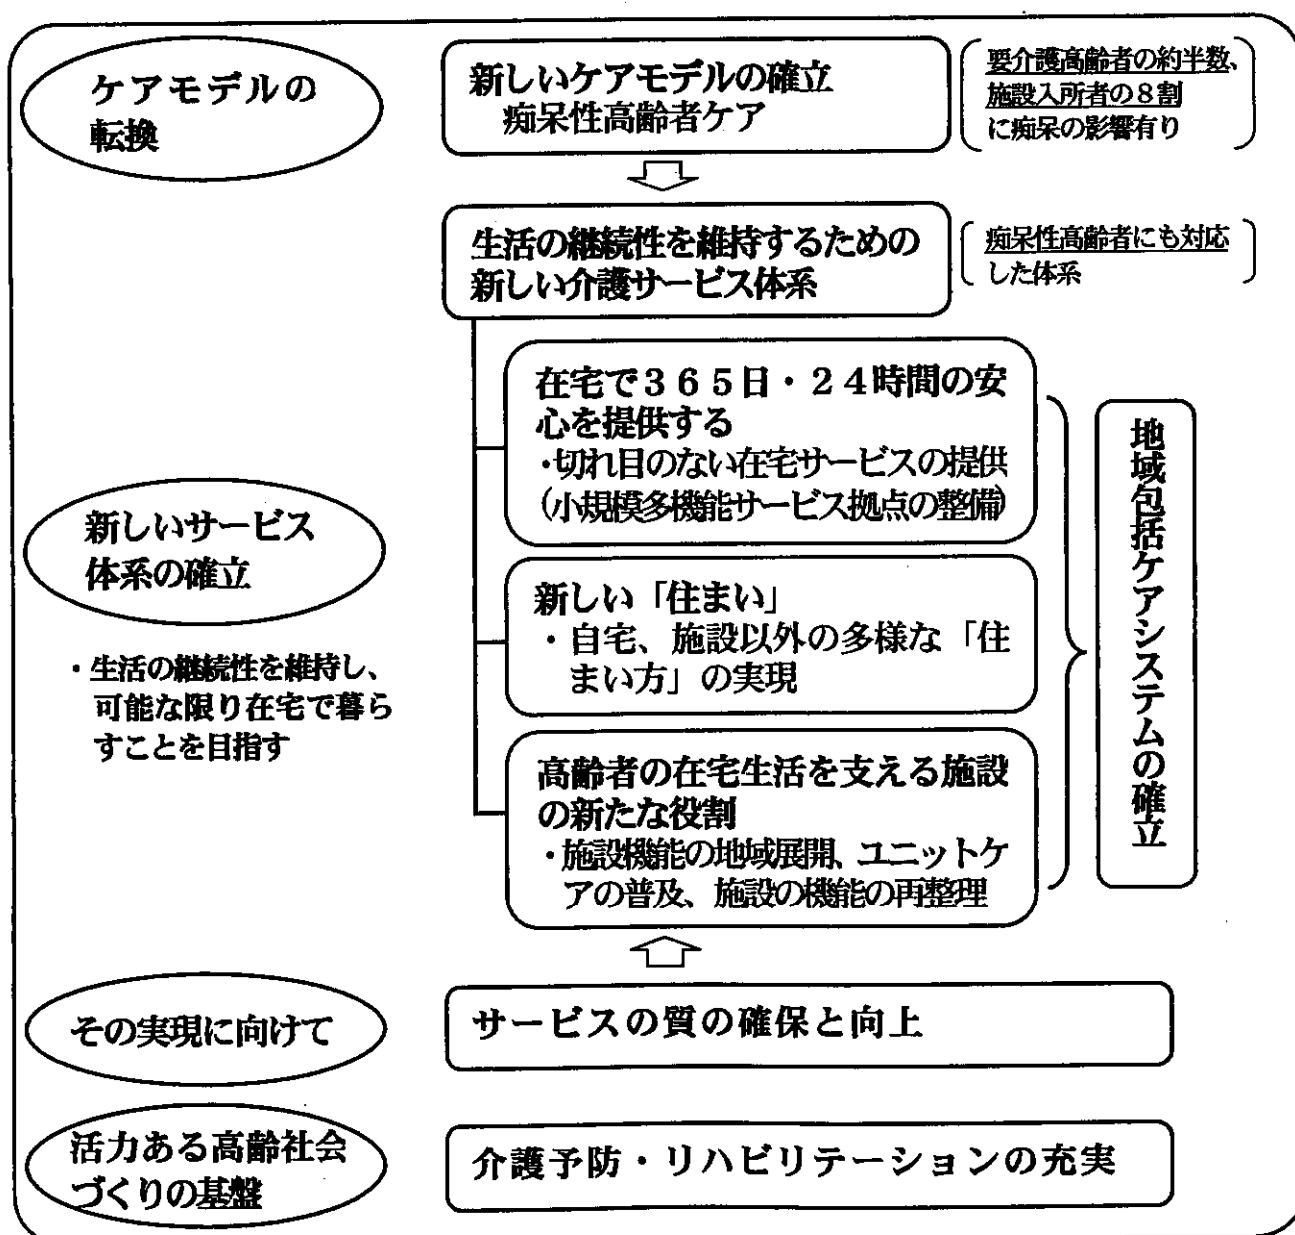 ケアモデルの
転換
新しいケアモデルの確立
痴呆性高齢者ケア
要介護高齢者の約半数、
施設入所者の8割
に痴呆の影響有り
生活の継続性を維持するための
新しい介護サービス体系
痴呆性高齢者にも対応
した体系
在宅で365日・24時間の安
心を提供する
・切れ目のない在宅サービスの提供
(小規模多機能サービス拠点の整備)
新しいサービス
体系の確立
・生活の継続性を維持し、
可能な限り在宅で暮ら
すことを目指す
新しい「住まい」
・自宅、施設以外の多様な「住
まい方」の実現
高齢者の在宅生活を支える施設
の新たな役割
・施設機能の地域展開、ユニットケ
アの普及、施設の機能の再整理
地域包括ケアシステムの確立
その実現に向けて
サービスの質の確保と向上
活力ある高齢社会
づくりの基盤
介護予防・リハビリテーションの充実